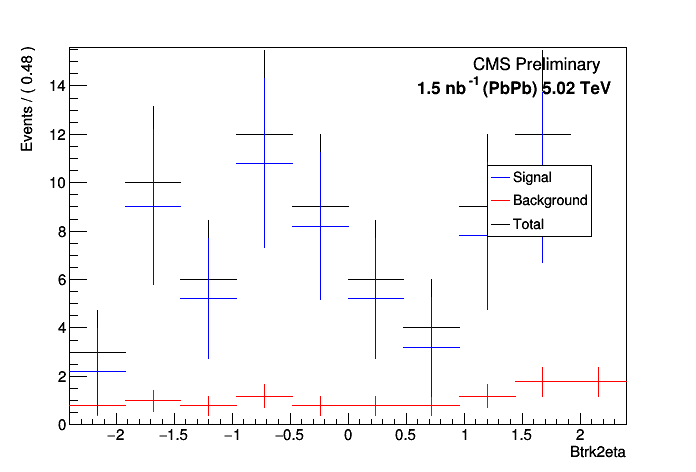 CMS Preliminary
1.5 nb-1 (PbPb) 5.02 TeV
Events / ( 0.48 )
14
12
10
8
6
4
2
0
Signal
Background
Total
−2 −1.5 −1 −0.5 0 0.5 1 1.5 2
Btrk2eta